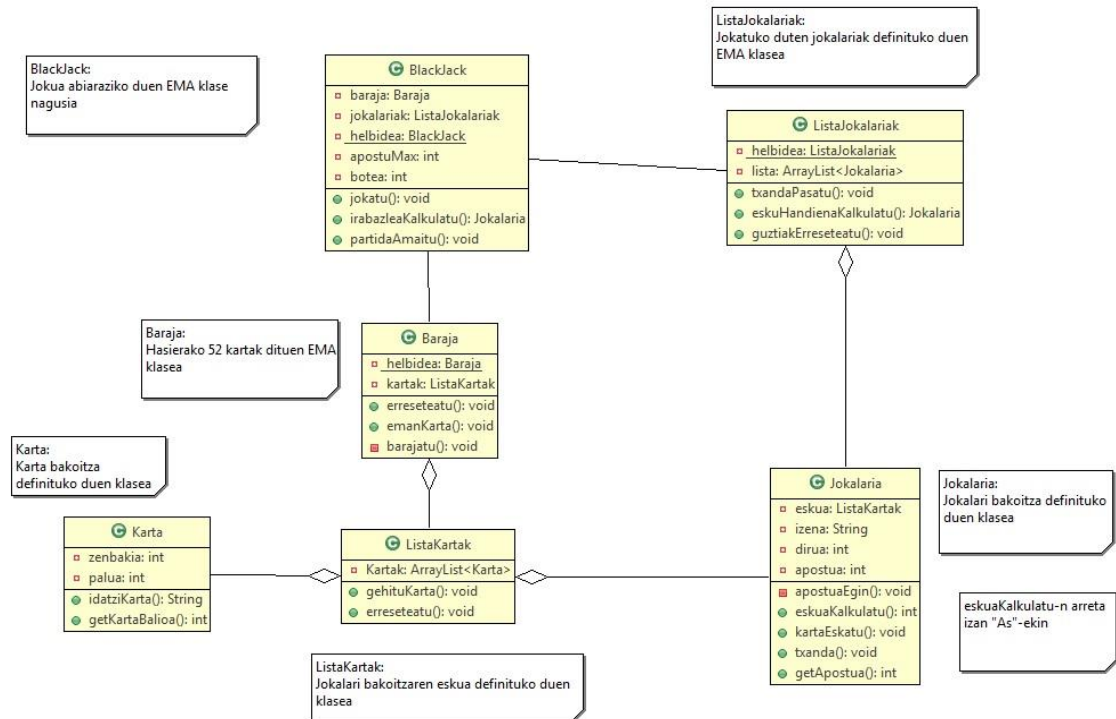 ListaJokalariak:
Jokatuko duten jokalariak definituko duen
EMA klasea
BlackJack:
Jokua abiaraziko duen EMA klase
nagusia
C BlackJack
baraja: Baraja
jokalariak: ListaJokalariak
helbidea: BlackJack
apostuMax: int
botea: int
jokatu(): void
irabazleaKalkulatu(): Jokalaria
partidaAmaitu(): void
C ListaJokalariak
helbidea: ListaJokalariak
lista: ArrayList<Jokalaria>
txandaPasatu(): void
eskuHandienaKalkulatu(): Jokalaria
guztiakErreseteatu(): void
Baraja:
Hasierako 52 kartak dituen EMA
klasea
C Baraja
helbidea: Baraja
kartak: ListaKartak
erreseteatu(): void
emanKarta(): void
barajatu(): void
Karta:
Karta bakoitza
definituko duen klasea
C Karta
zenbakia: int
palua: int
idatziKarta(): String
getKartaBalioa(): int
C ListaKartak
Kartak: ArrayList<Karta>
gehituKarta(): void
erreseteatu(): void
C Jokalaria
eskua: ListaKartak
izena: String
dirua: int
apostua: int
apostuaEgin(): void
eskuaKalkulatu(): int
kartaEskatu(): void
txanda(): void
getApostua(): int
Jokalaria:
Jokalari bakoitza definituko
duen klasea
eskuaKalkulatu-n arreta
izan "As"-ekin
ListaKartak:
Jokalari bakoitzaren eskua definituko duen
klasea